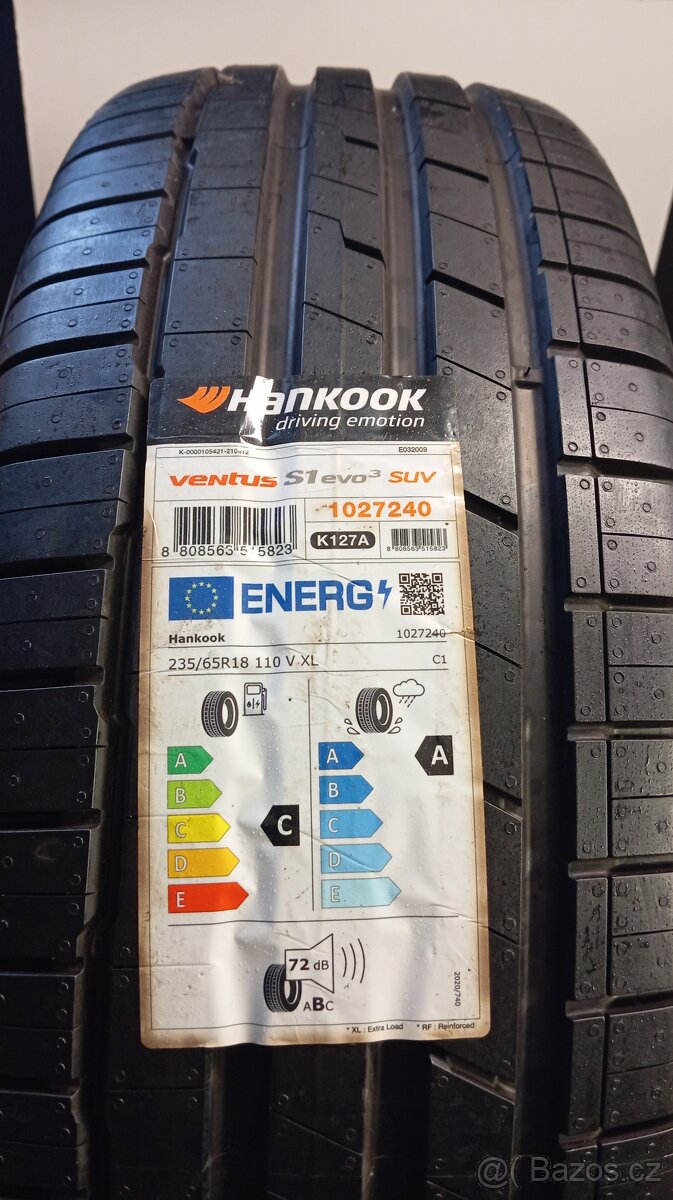 HANKOOK
driving emotion
K-0000105421-210812 E032009
ventus S1 evo³ SUV
1027240
8 808563 515823 K127A 8 808563 515823
ENERG
Hankook 1027240
235/65R18 110 V XL C1
A A A
B B
C C C
D D
E E
72 dB
ABC
2020/740
* XL : Extra Load * RF : Reinforced
@( Bazos.cz